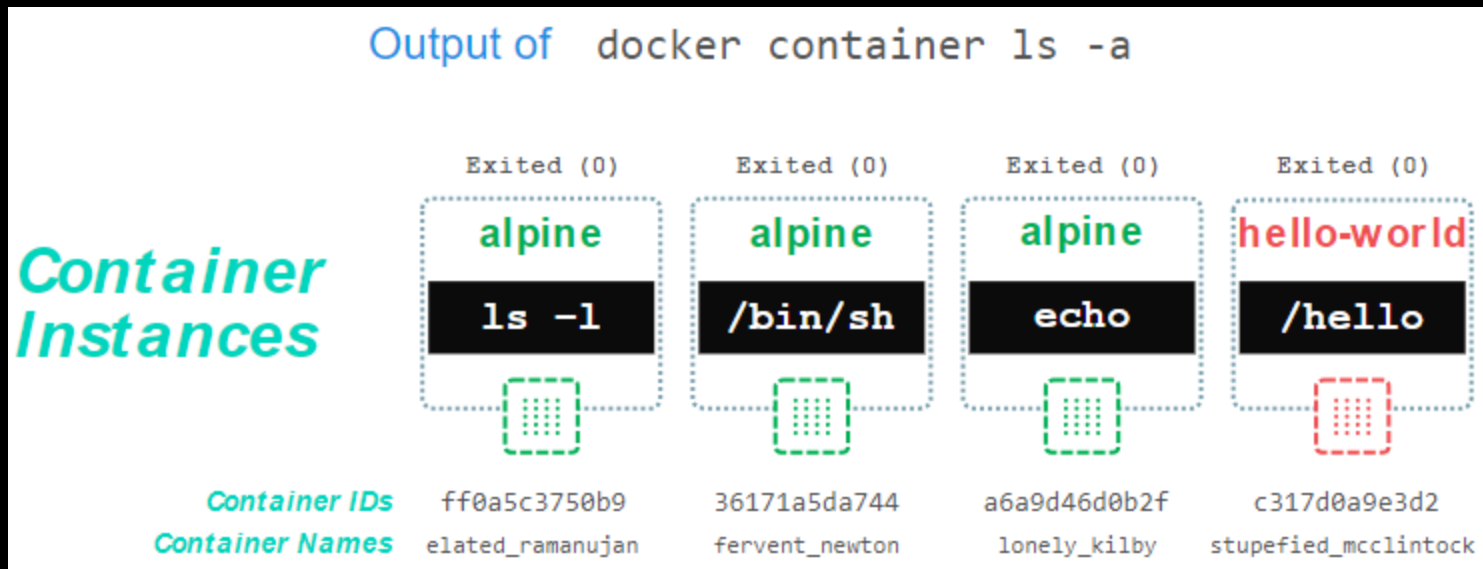 Output of docker container ls -a
Exited (0) Exited (0) Exited (0) Exited (0)
alpine alpine alpine hello-world
Container
Instances
ls -l /bin/sh echo /hello
Container IDs ff0a5c3750b9 36171a5da744 a6a9d46d0b2f c317d0a9e3d2
Container Names elated_ramanujan fervent_newton lonely_kilby stupefied_mcclintock